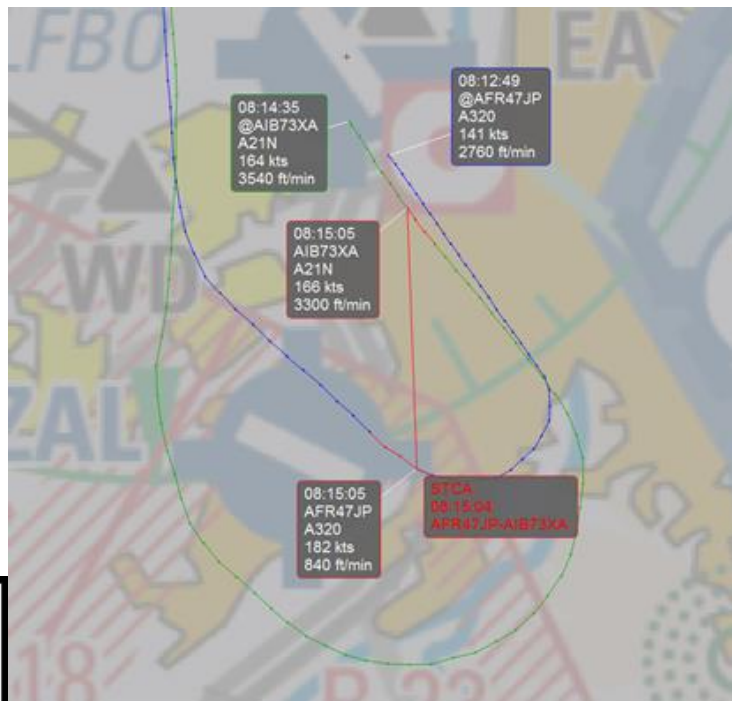 LFBO
EA
08:12:49
@AFR47JP
A320
141 kts
2760 ft/min
08:14:35
@AIB73XA
A21N
164 kts
3540 ft/min
08:15:05
AIB73XA
A21N
166 kts
3300 ft/min
WD
ZAL
08:15:05
AFR47JP
A320
182 kts
840 ft/min
STCA
08:15:04
AFR47JP-AIB73XA
18